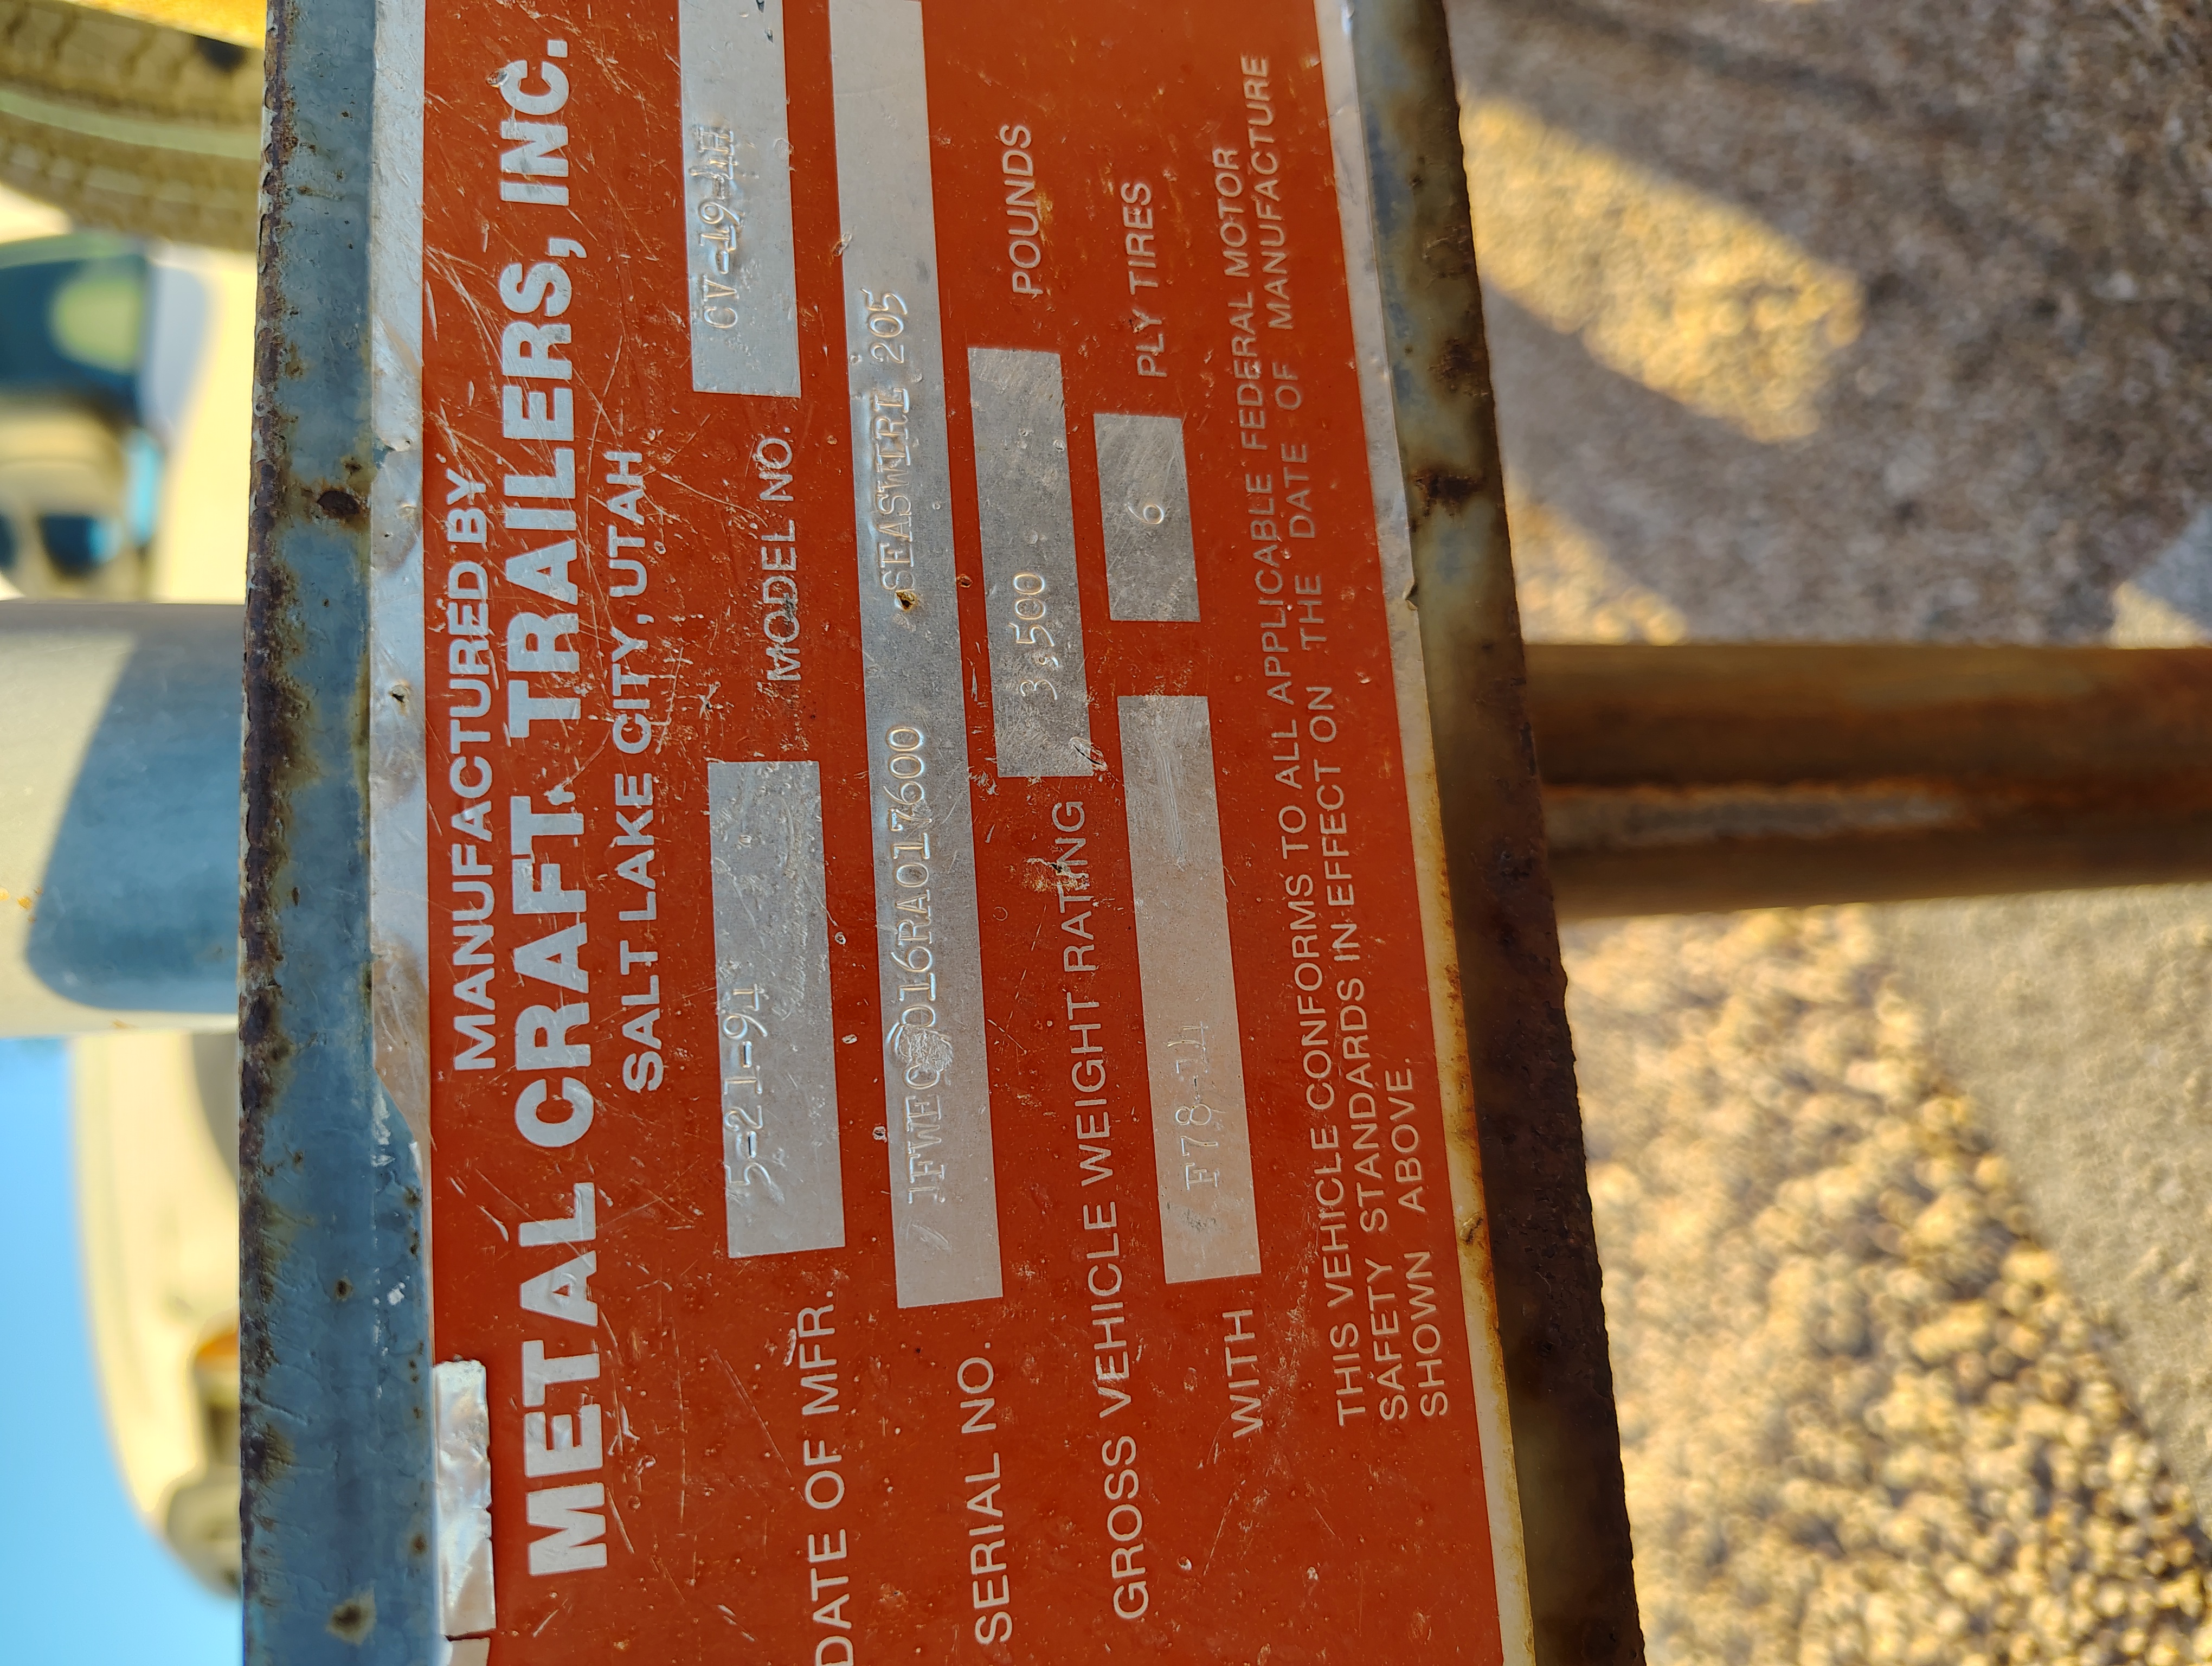 MANUFACTURED BY
METAL CRAFT TRAILERS, INC.
SALT LAKE CITY, UTAH
DATE OF MFR. 5-21-94 MODEL NO. CV-19-4H
SERIAL NO. SEASWIRL 205
GROSS VEHICLE WEIGHT RATING 3,500 POUNDS
WITH F78-14 6 PLY TIRES
THIS VEHICLE CONFORMS TO ALL APPLICABLE FEDERAL MOTOR
SAFETY STANDARDS IN EFFECT ON THE DATE OF MANUFACTURE
SHOWN ABOVE.